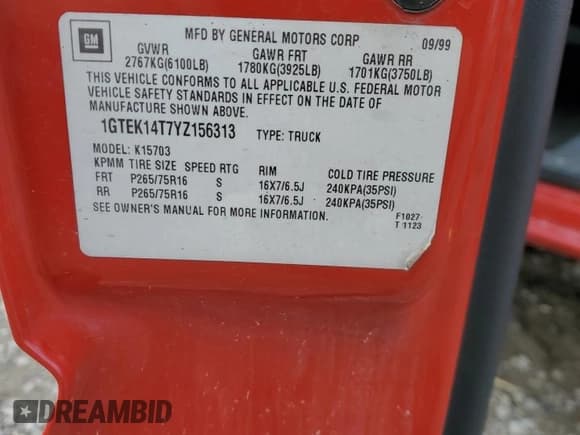 GM
MFD BY GENERAL MOTORS CORP 09/99
GVWR GAWR FRT GAWR RR
2767KG(6100LB) 1780KG(3925LB) 1701KG(3750LB)
THIS VEHICLE CONFORMS TO ALL APPLICABLE U.S. FEDERAL MOTOR
VEHICLE SAFETY STANDARDS IN EFFECT ON THE DATE OF
MANUFACTURE SHOWN ABOVE.
1GTEK14T7YZ156313 TYPE: TRUCK
MODEL: K15703
KPMM TIRE SIZE SPEED RTG RIM COLD TIRE PRESSURE
FRT P265/75R16 S 16X7/6.5J 240KPA(35PSI)
RR P265/75R16 S 16X7/6.5J 240KPA(35PSI)
SEE OWNER'S MANUAL FOR MORE INFORMATION.
F1027
T1123
DREAMBID